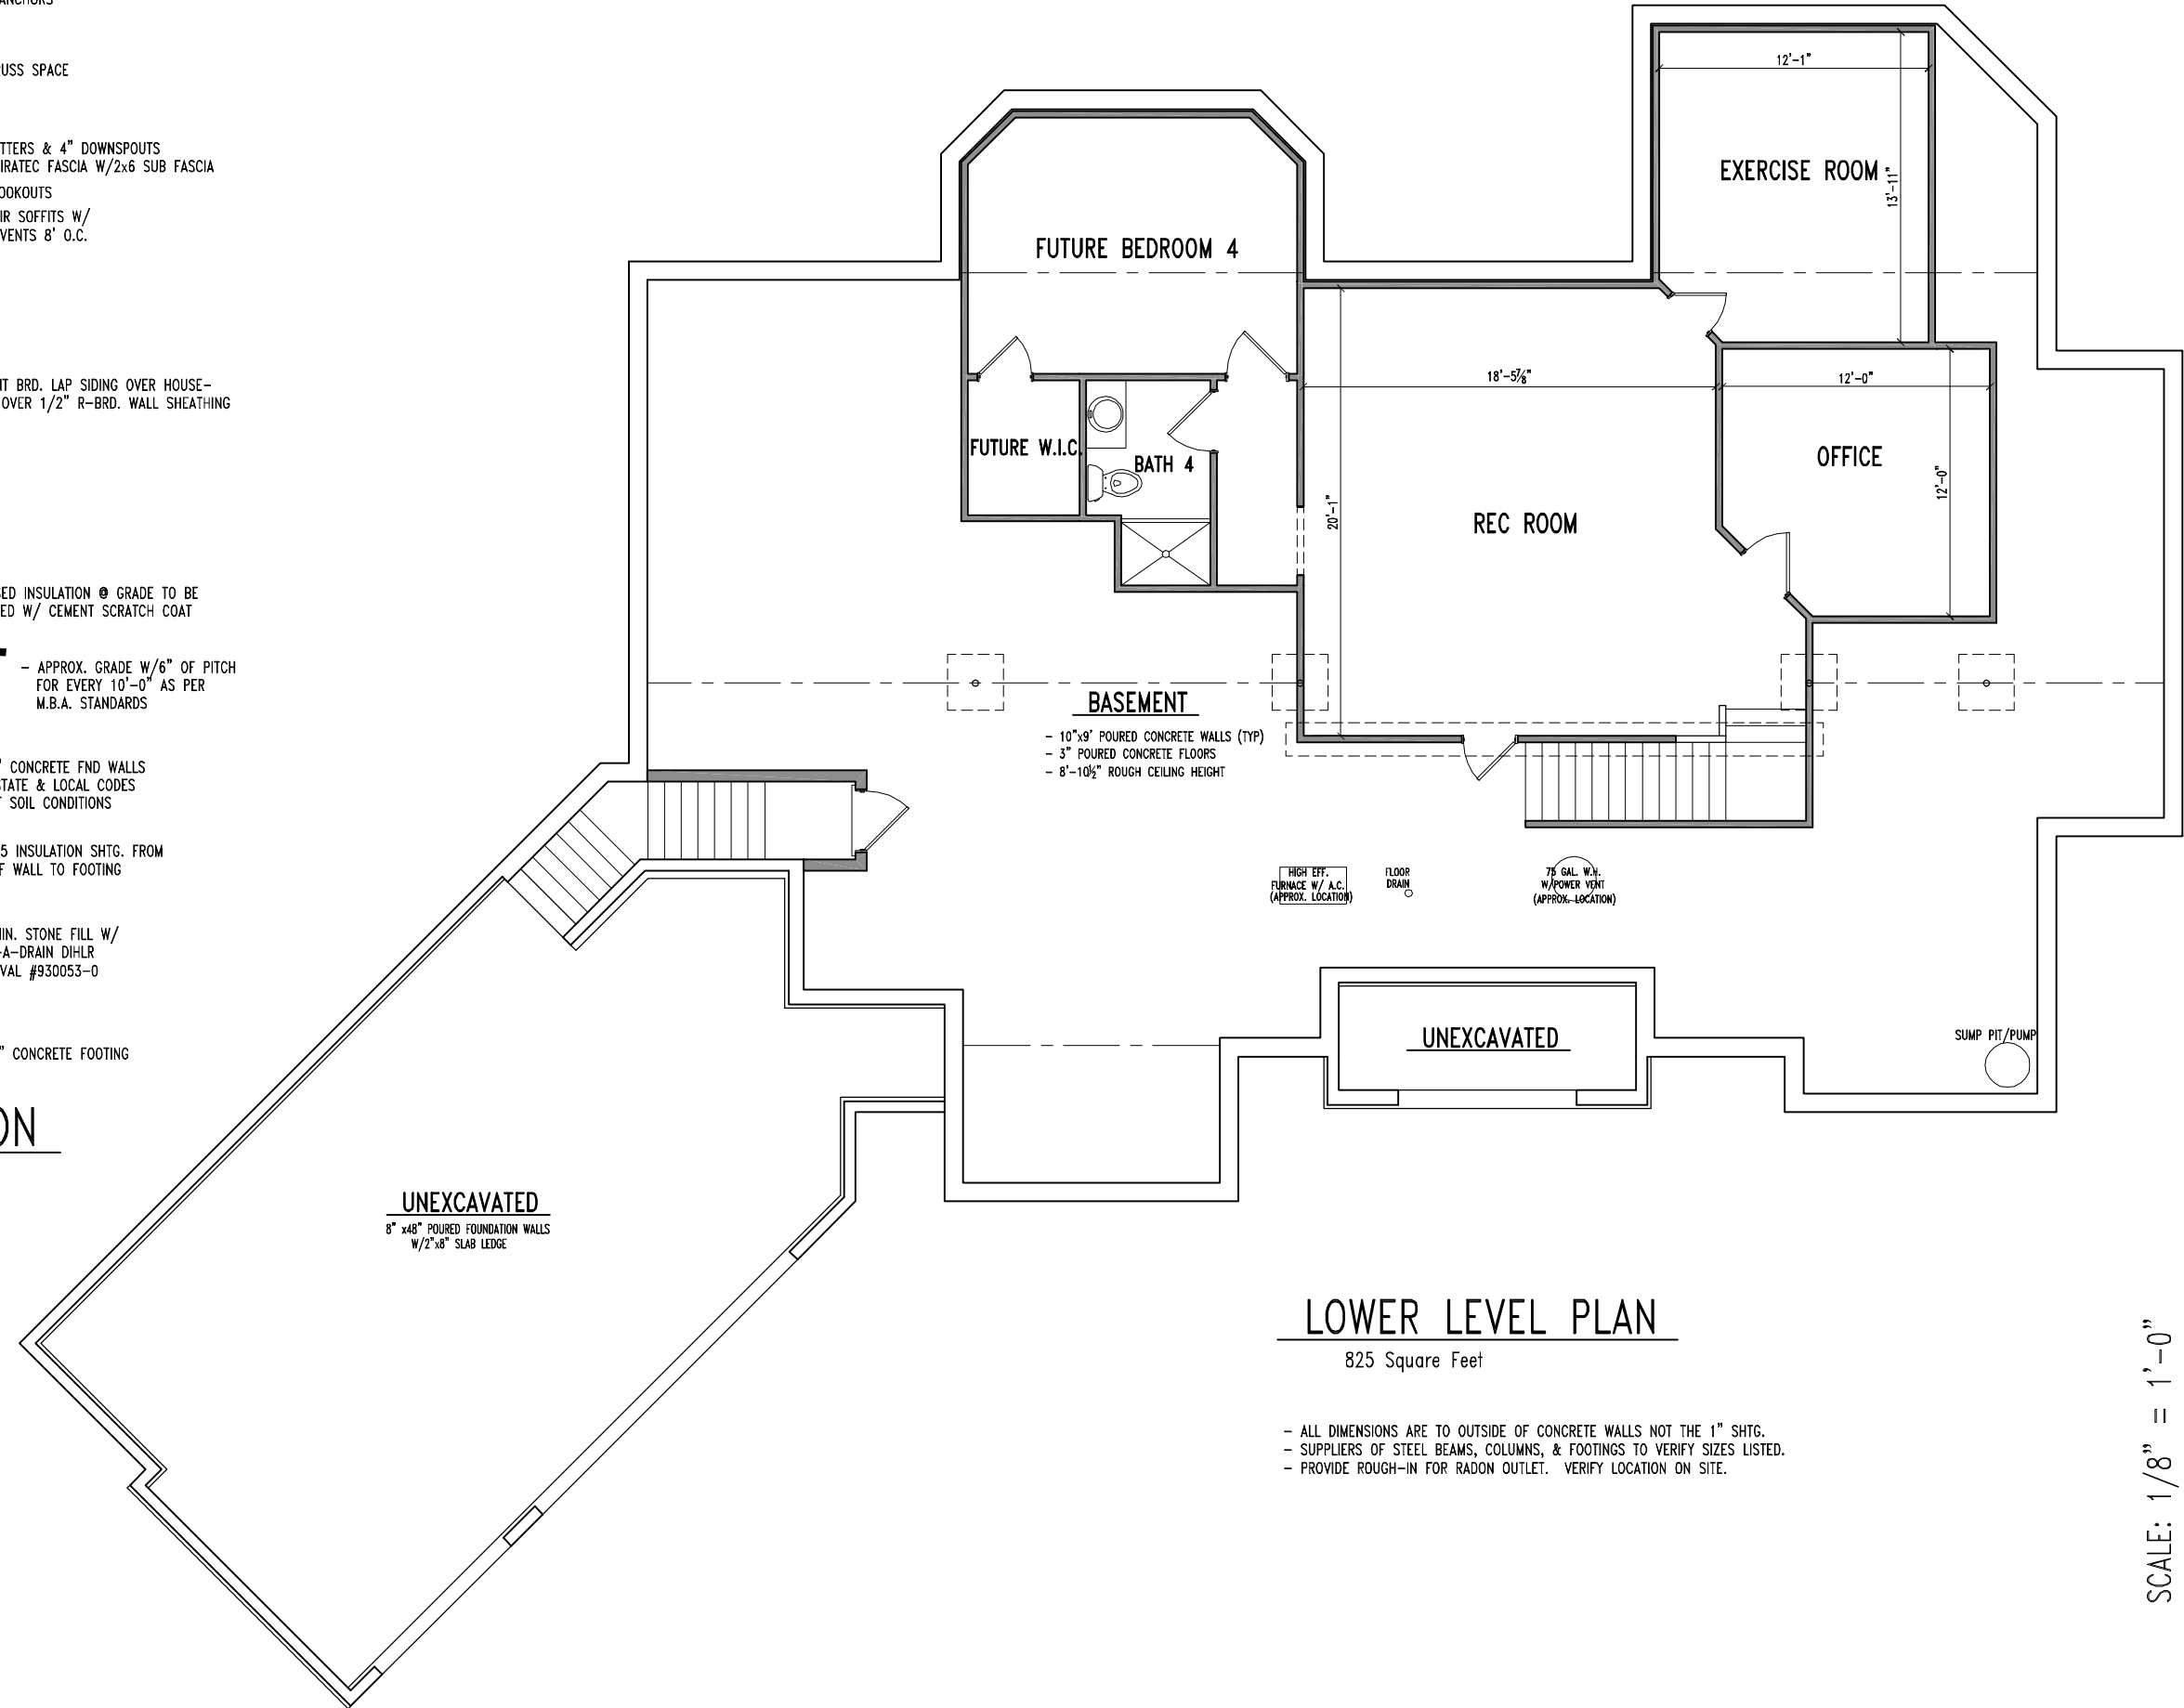 ANCHORS
USS SPACE
TTERS & 4" DOWNSPOUTS
IRATEC FASCIA W/2x6 SUB FASCIA
OOKOUTS
IR SOFFITS W/
VENTS 8' O.C.
NT BRD. LAP SIDING OVER HOUSE-
OVER 1/2" R-BRD. WALL SHEATHING
SED INSULATION @ GRADE TO BE
ED W/ CEMENT SCRATCH COAT
- APPROX. GRADE W/6" OF PITCH
FOR EVERY 10'-0" AS PER
M.B.A. STANDARDS
" CONCRETE FND WALLS
STATE & LOCAL CODES
T SOIL CONDITIONS
5 INSULATION SHTG. FROM
F WALL TO FOOTING
MIN. STONE FILL W/
-A-DRAIN DIHLR
VAL #930053-0
" CONCRETE FOOTING
ON
12'-1"
EXERCISE ROOM
13'-11"
FUTURE BEDROOM 4
18'-5⅞"
12'-0"
FUTURE W.I.C.
BATH 4
OFFICE
12'-0"
20'-1"
REC ROOM
BASEMENT
- 10"x9' POURED CONCRETE WALLS (TYP)
- 3" POURED CONCRETE FLOORS
- 8'-10½" ROUGH CEILING HEIGHT
HIGH EFF.
FURNACE W/ A.C.
(APPROX. LOCATION)
FLOOR
DRAIN
75 GAL. W.H.
W/POWER VENT
(APPROX. LOCATION)
UNEXCAVATED
SUMP PIT/PUMP
UNEXCAVATED
8" x48" POURED FOUNDATION WALLS
W/2"x8" SLAB LEDGE
LOWER LEVEL PLAN
825 Square Feet
- ALL DIMENSIONS ARE TO OUTSIDE OF CONCRETE WALLS NOT THE 1" SHTG.
- SUPPLIERS OF STEEL BEAMS, COLUMNS, & FOOTINGS TO VERIFY SIZES LISTED.
- PROVIDE ROUGH-IN FOR RADON OUTLET.  VERIFY LOCATION ON SITE.
SCALE: 1/8" = 1'-0"